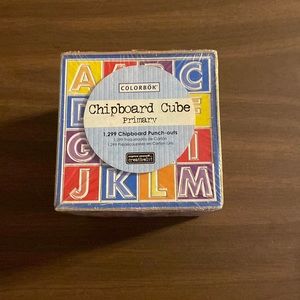 A B C
COLORBÖK
Chipboard Cube
Primary
1,299 Chipboard Punch-outs
D F
G I
J K L M